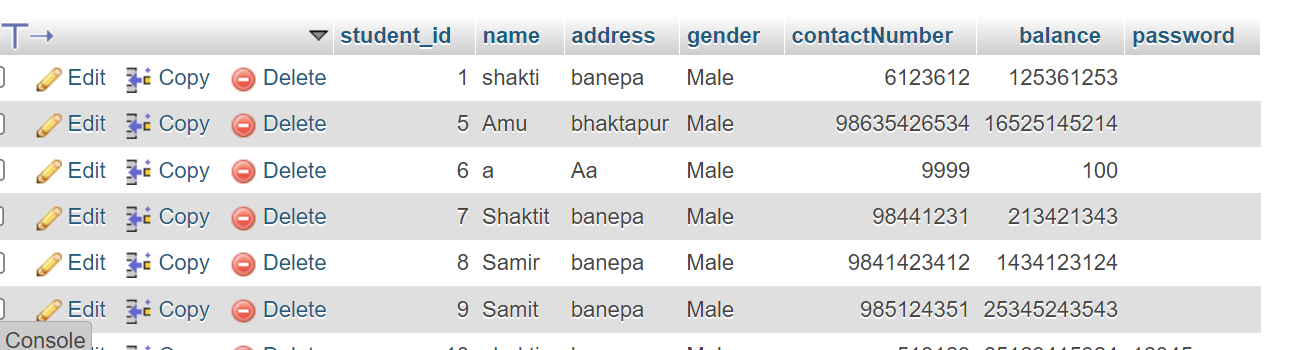 student_id name address gender contactNumber balance password
Edit Copy Delete 1 shakti banepa Male 6123612 125361253
Edit Copy Delete 5 Amu bhaktapur Male 98635426534 16525145214
Edit Copy Delete 6 a Aa Male 9999 100
Edit Copy Delete 7 Shaktit banepa Male 98441231 213421343
Edit Copy Delete 8 Samir banepa Male 9841423412 1434123124
Edit Copy Delete 9 Samit banepa Male 985124351 25345243543
Console